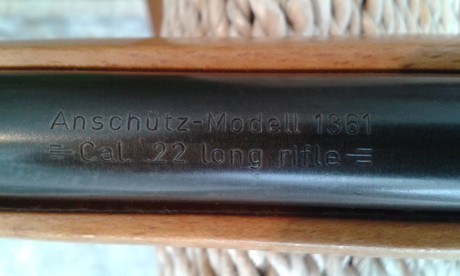 Anschütz-Modell 1361
Cal. .22 long rifle